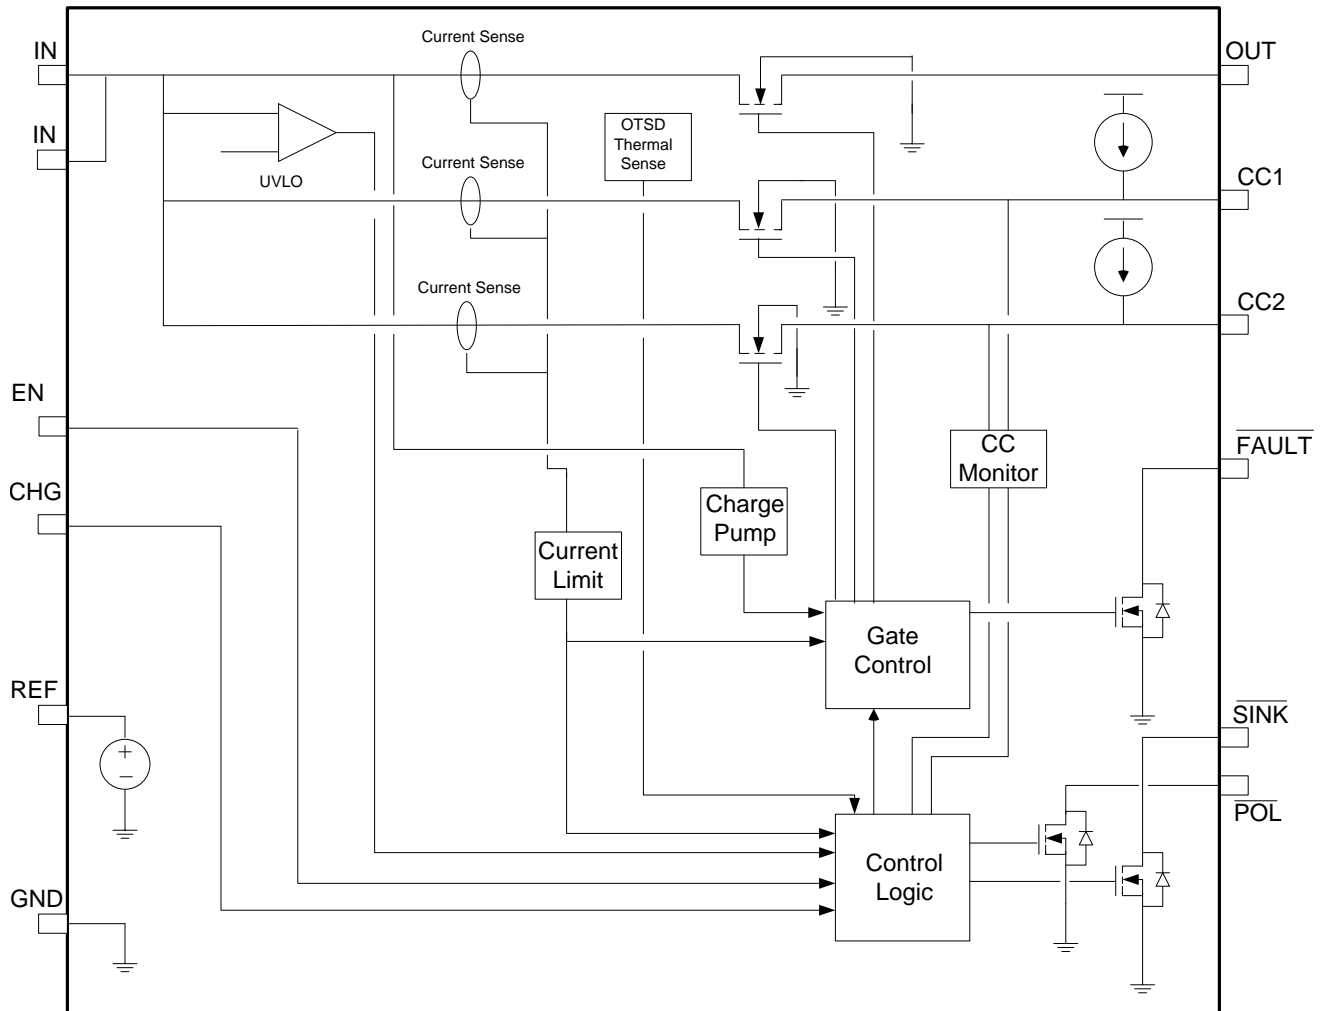 Current Sense
IN
OUT
OTSD
Thermal
Sense
IN
Current Sense
UVLO
CC1
Current Sense
CC2
EN
CC
Monitor
FAULT
CHG
Charge
Pump
Current
Limit
Gate
Control
REF
SINK
+
−
POL
Control
Logic
GND